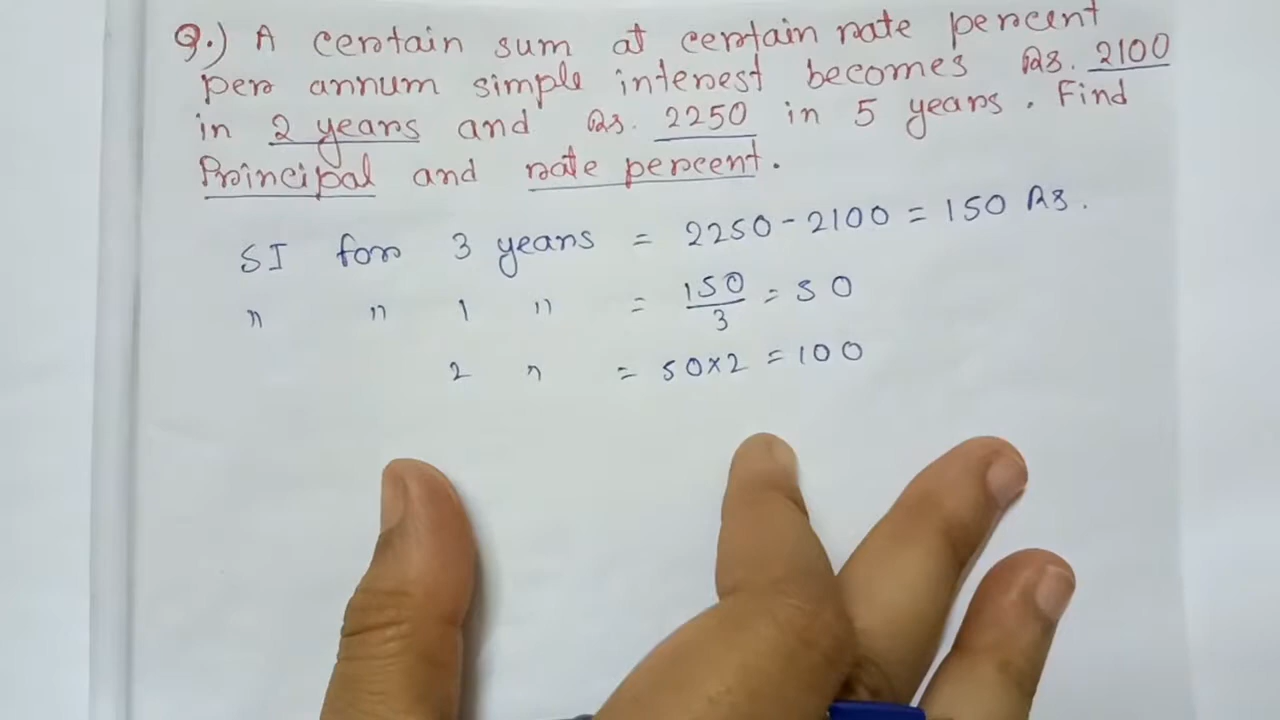 Q.) A certain sum at certain rate percent
per annum simple interest becomes Rs. 2100
in 2 years and Rs. 2250 in 5 years. Find
Principal and rate percent.
SI for 3 years = 2250 - 2100 = 150 Rs.
" " 1 " = 150/3 = 50
2 " = 50×2 = 100